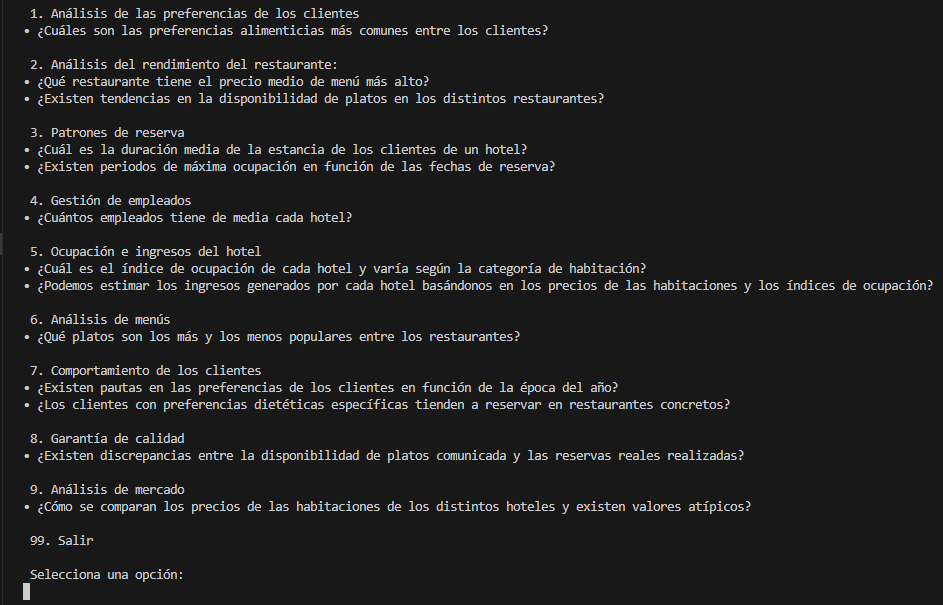 1. Análisis de las preferencias de los clientes
• ¿Cuáles son las preferencias alimenticias más comunes entre los clientes?
2. Análisis del rendimiento del restaurante:
• ¿Qué restaurante tiene el precio medio de menú más alto?
• ¿Existen tendencias en la disponibilidad de platos en los distintos restaurantes?
3. Patrones de reserva
• ¿Cuál es la duración media de la estancia de los clientes de un hotel?
• ¿Existen periodos de máxima ocupación en función de las fechas de reserva?
4. Gestión de empleados
• ¿Cuántos empleados tiene de media cada hotel?
5. Ocupación e ingresos del hotel
• ¿Cuál es el índice de ocupación de cada hotel y varía según la categoría de habitación?
• ¿Podemos estimar los ingresos generados por cada hotel basándonos en los precios de las habitaciones y los índices de ocupación?
6. Análisis de menús
• ¿Qué platos son los más y los menos populares entre los restaurantes?
7. Comportamiento de los clientes
• ¿Existen pautas en las preferencias de los clientes en función de la época del año?
• ¿Los clientes con preferencias dietéticas específicas tienden a reservar en restaurantes concretos?
8. Garantía de calidad
• ¿Existen discrepancias entre la disponibilidad de platos comunicada y las reservas reales realizadas?
9. Análisis de mercado
• ¿Cómo se comparan los precios de las habitaciones de los distintos hoteles y existen valores atípicos?
99. Salir
Selecciona una opción: